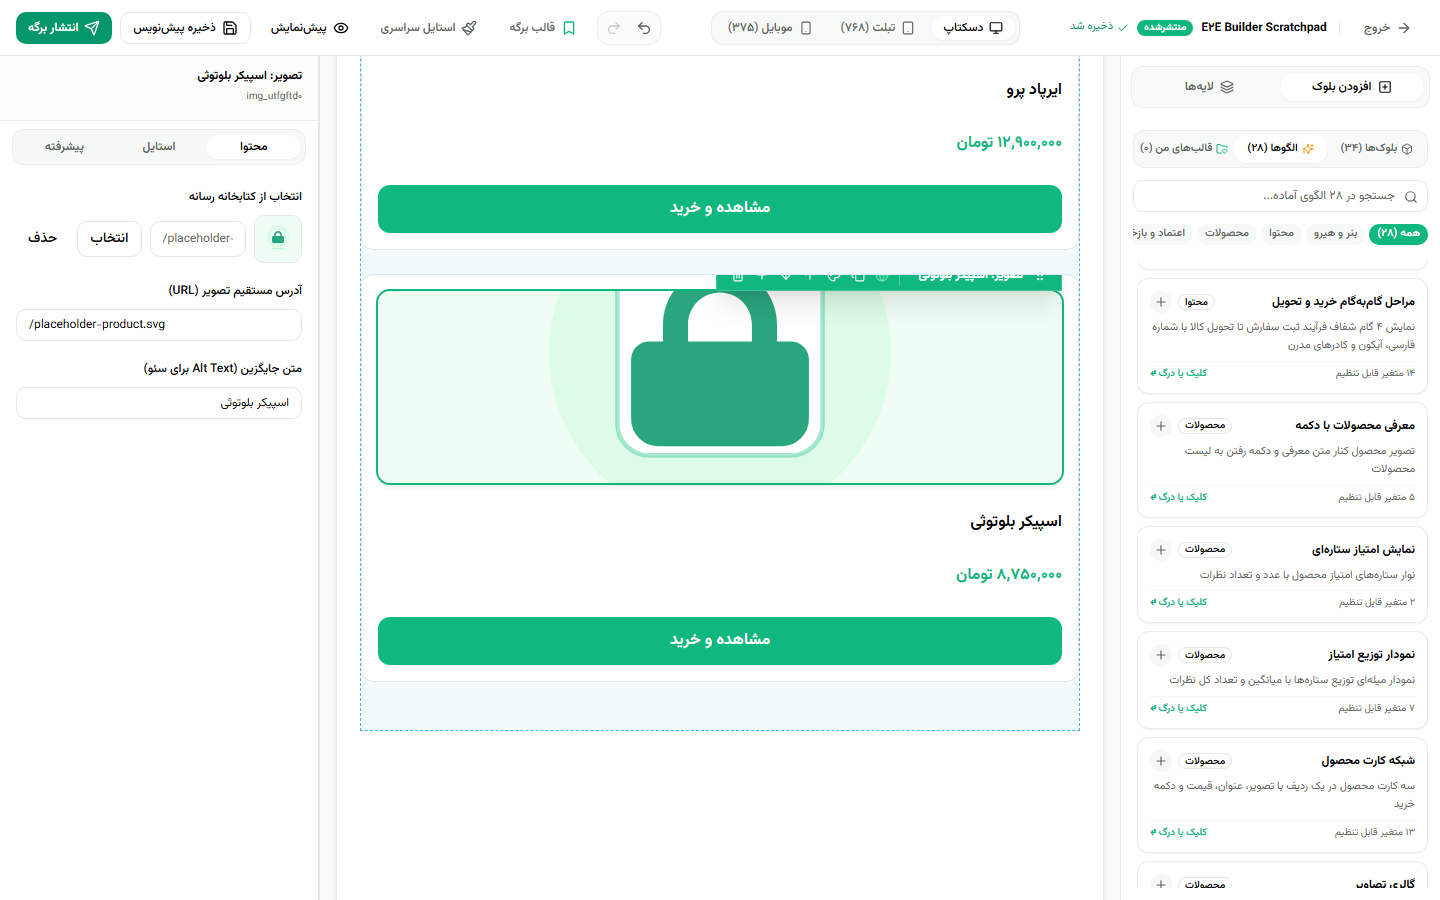 خروج
E2E Builder Scratchpad
منتشرشده
ذخیره شد
دسکتاپ
تبلت (۷۶۸)
موبایل (۳۷۵)
قالب برگه
استایل سراسری
پیش‌نمایش
ذخیره پیش‌نویس
انتشار برگه
افزودن بلوک
لایه‌ها
بلوک‌ها (۳۴)
الگوها (۲۸)
قالب‌های من (۰)
جستجو در ۲۸ الگوی آماده...
همه (۲۸)
بنر و هیرو
محتوا
محصولات
اعتماد و بازخ
مراحل گام‌به‌گام خرید و تحویل
محتوا
نمایش ۴ گام شفاف فرآیند ثبت سفارش تا تحویل کالا با شماره
فارسی، آیکون و کادرهای مدرن
۱۴ متغیر قابل تنظیم
کلیک یا درگ
معرفی محصولات با دکمه
محصولات
تصویر محصول کنار متن معرفی و دکمه رفتن به لیست
محصولات
۵ متغیر قابل تنظیم
کلیک یا درگ
نمایش امتیاز ستاره‌ای
محصولات
نوار ستاره‌های امتیاز محصول با عدد و تعداد نظرات
۲ متغیر قابل تنظیم
کلیک یا درگ
نمودار توزیع امتیاز
محصولات
نمودار میله‌ای توزیع ستاره‌ها با میانگین و تعداد کل نظرات
۷ متغیر قابل تنظیم
کلیک یا درگ
شبکه کارت محصول
محصولات
سه کارت محصول در یک ردیف با تصویر، عنوان، قیمت و دکمه
خرید
۱۳ متغیر قابل تنظیم
کلیک یا درگ
گالری تصاویر
محصولات
ایرپاد پرو
۱۲,۹۰۰,۰۰۰ تومان
مشاهده و خرید
تصویر: اسپیکر بلوتوثی
اسپیکر بلوتوثی
۸,۷۵۰,۰۰۰ تومان
مشاهده و خرید
تصویر: اسپیکر بلوتوثی
img_utfgftd۰
محتوا
استایل
پیشرفته
انتخاب از کتابخانه رسانه
/placeholder-
انتخاب
حذف
آدرس مستقیم تصویر (URL)
/placeholder-product.svg
متن جایگزین (Alt Text برای سئو)
اسپیکر بلوتوثی